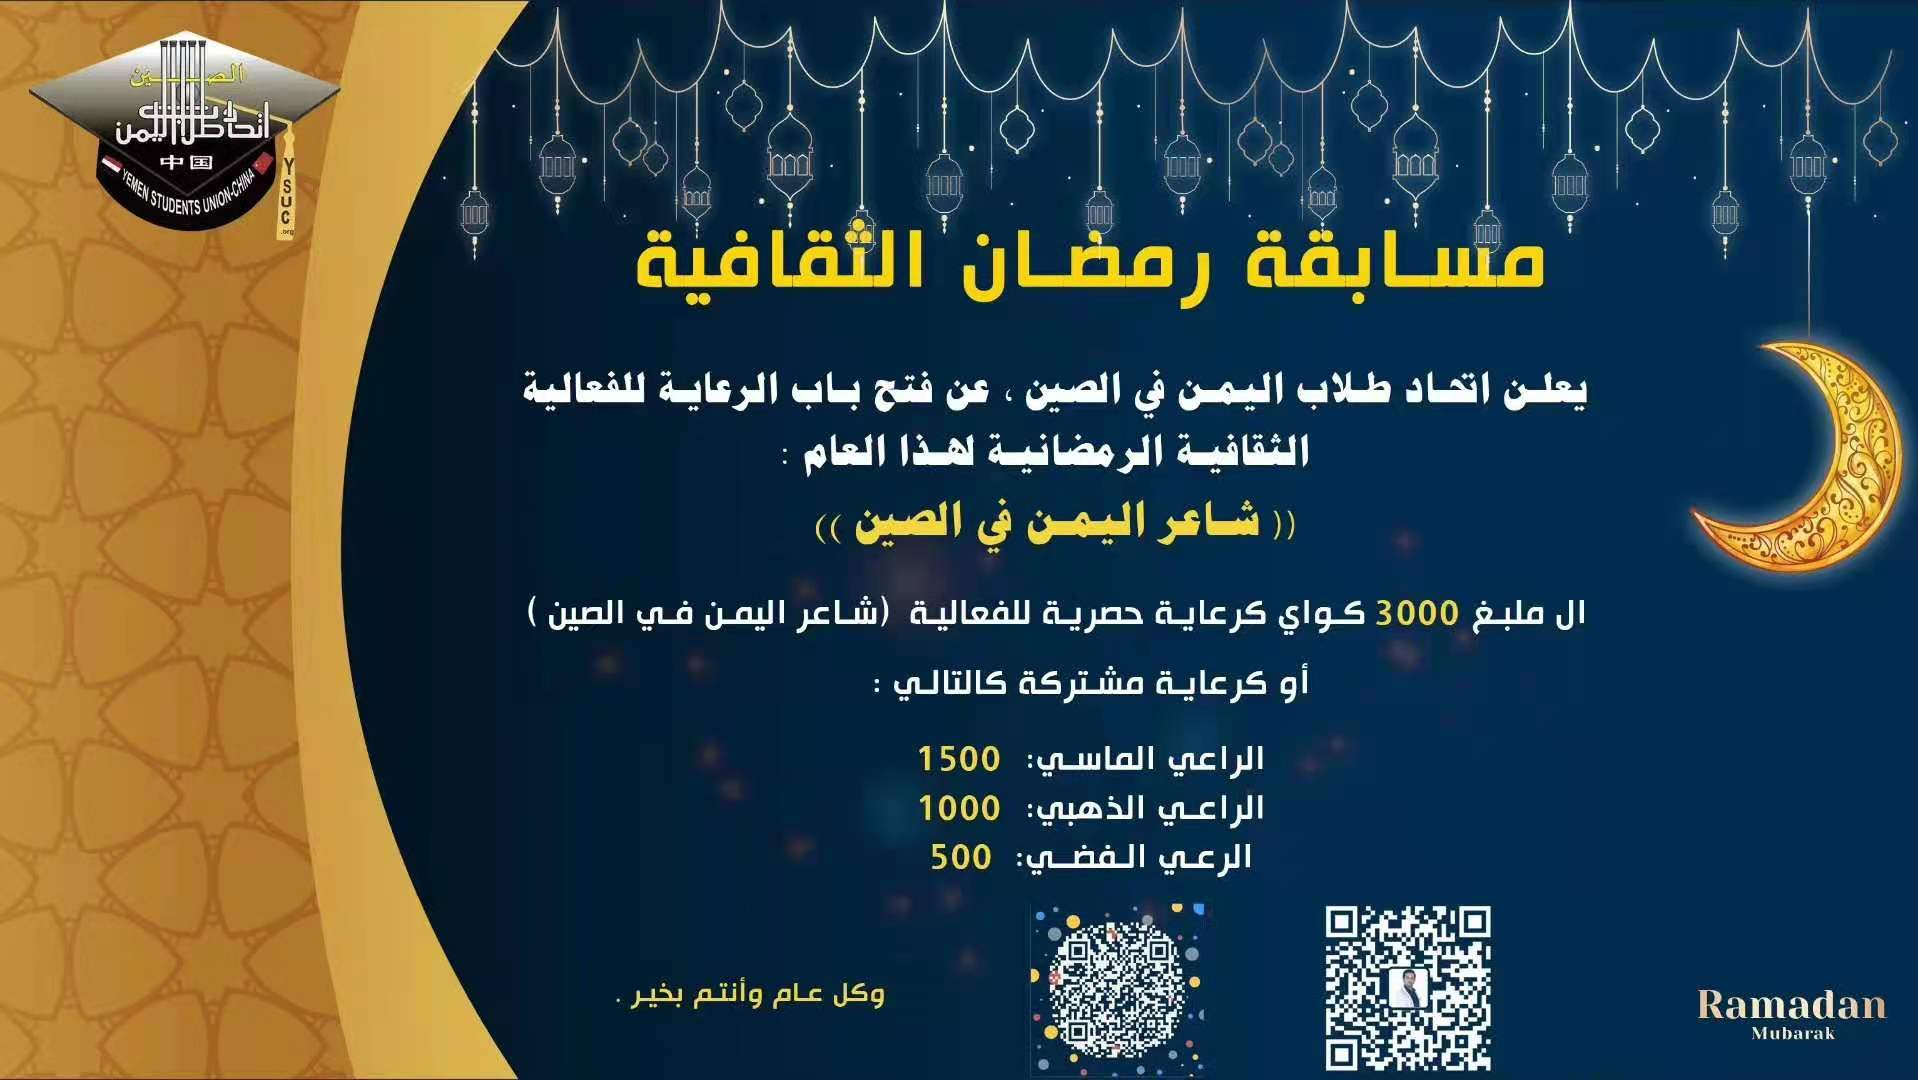 الصين
اتحاد طلاب اليمن
中国
YEMEN STUDENTS UNION-CHINA
YSUC
.org
مسابقة رمضان الثقافية
يعلن اتحاد طلاب اليمن في الصين ، عن فتح باب الرعاية للفعالية
الثقافية الرمضانية لهذا العام :
(( شاعر اليمن في الصين ))
ال ملبغ 3000 كواي كرعاية حصرية للفعالية (شاعر اليمن في الصين )
أو كرعاية مشتركة كالتالي :
الراعي الماسي: 1500
الراعي الذهبي: 1000
الرعي الفضي: 500
وكل عام وأنتم بخير .
Ramadan
Mubarak